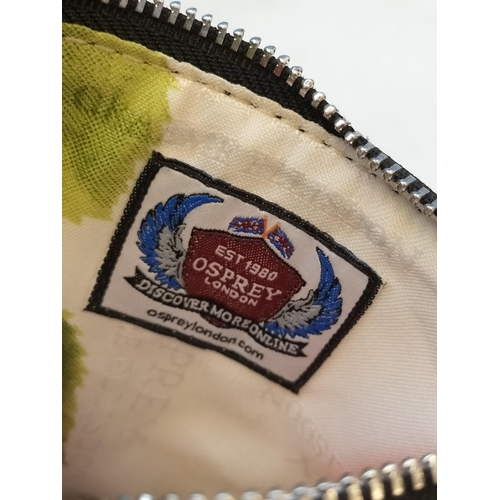 EST 1980
OSPREY
LONDON
DISCOVER MORE ONLINE
ospreylondon.com